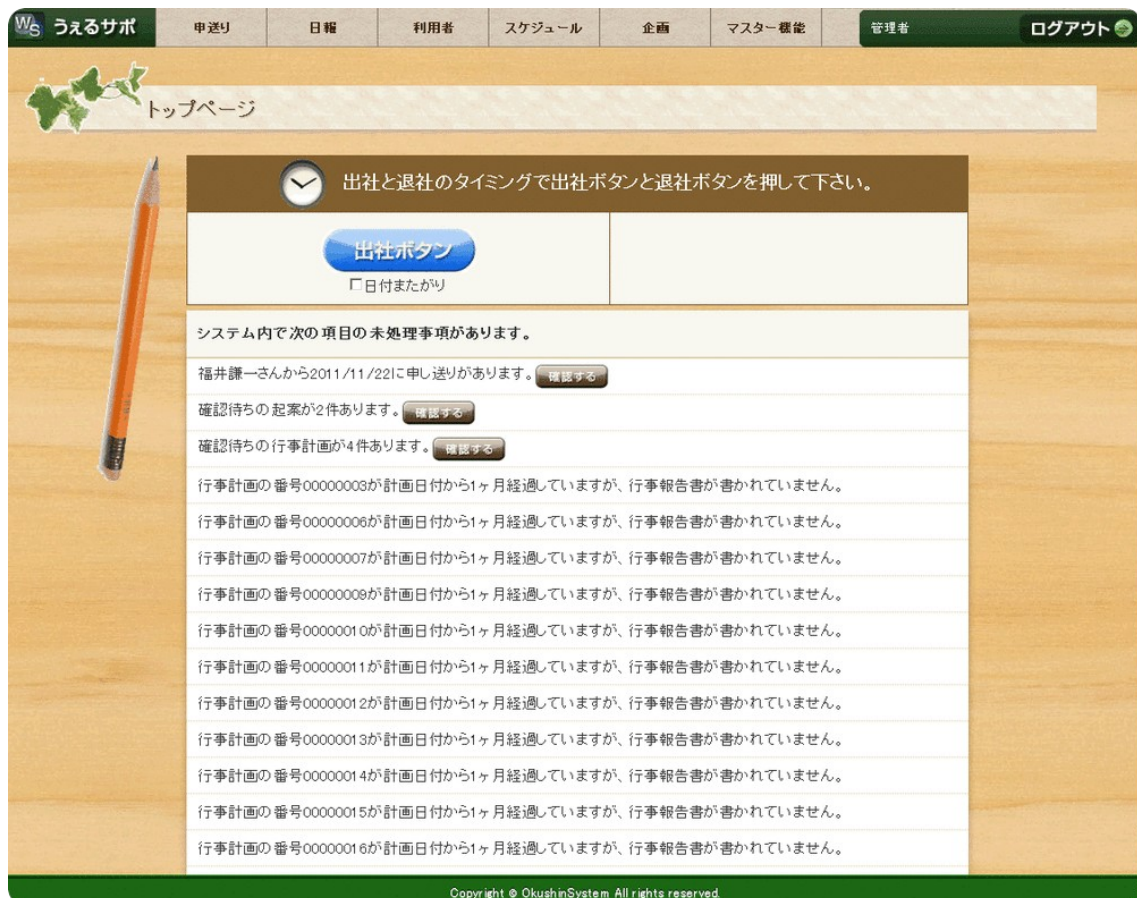 WS うえるサポ 申送り 日報 利用者 スケジュール 企画 マスター機能 管理者 ログアウト
トップページ
出社と退社のタイミングで出社ボタンと退社ボタンを押して下さい。
出社ボタン
日付またがり
システム内で次の項目の未処理事項があります。
福井謙一さんから2011/11/22に申し送りがあります。 確認する
確認待ちの起案が2件あります。 確認する
確認待ちの行事計画が4件あります。 確認する
行事計画の番号00000003が計画日付から1ヶ月経過していますが、行事報告書が書かれていません。
行事計画の番号00000006が計画日付から1ヶ月経過していますが、行事報告書が書かれていません。
行事計画の番号00000007が計画日付から1ヶ月経過していますが、行事報告書が書かれていません。
行事計画の番号00000009が計画日付から1ヶ月経過していますが、行事報告書が書かれていません。
行事計画の番号00000010が計画日付から1ヶ月経過していますが、行事報告書が書かれていません。
行事計画の番号00000011が計画日付から1ヶ月経過していますが、行事報告書が書かれていません。
行事計画の番号00000012が計画日付から1ヶ月経過していますが、行事報告書が書かれていません。
行事計画の番号00000013が計画日付から1ヶ月経過していますが、行事報告書が書かれていません。
行事計画の番号00000014が計画日付から1ヶ月経過していますが、行事報告書が書かれていません。
行事計画の番号00000015が計画日付から1ヶ月経過していますが、行事報告書が書かれていません。
行事計画の番号00000016が計画日付から1ヶ月経過していますが、行事報告書が書かれていません。
Copyright © OkushinSystem All rights reserved.